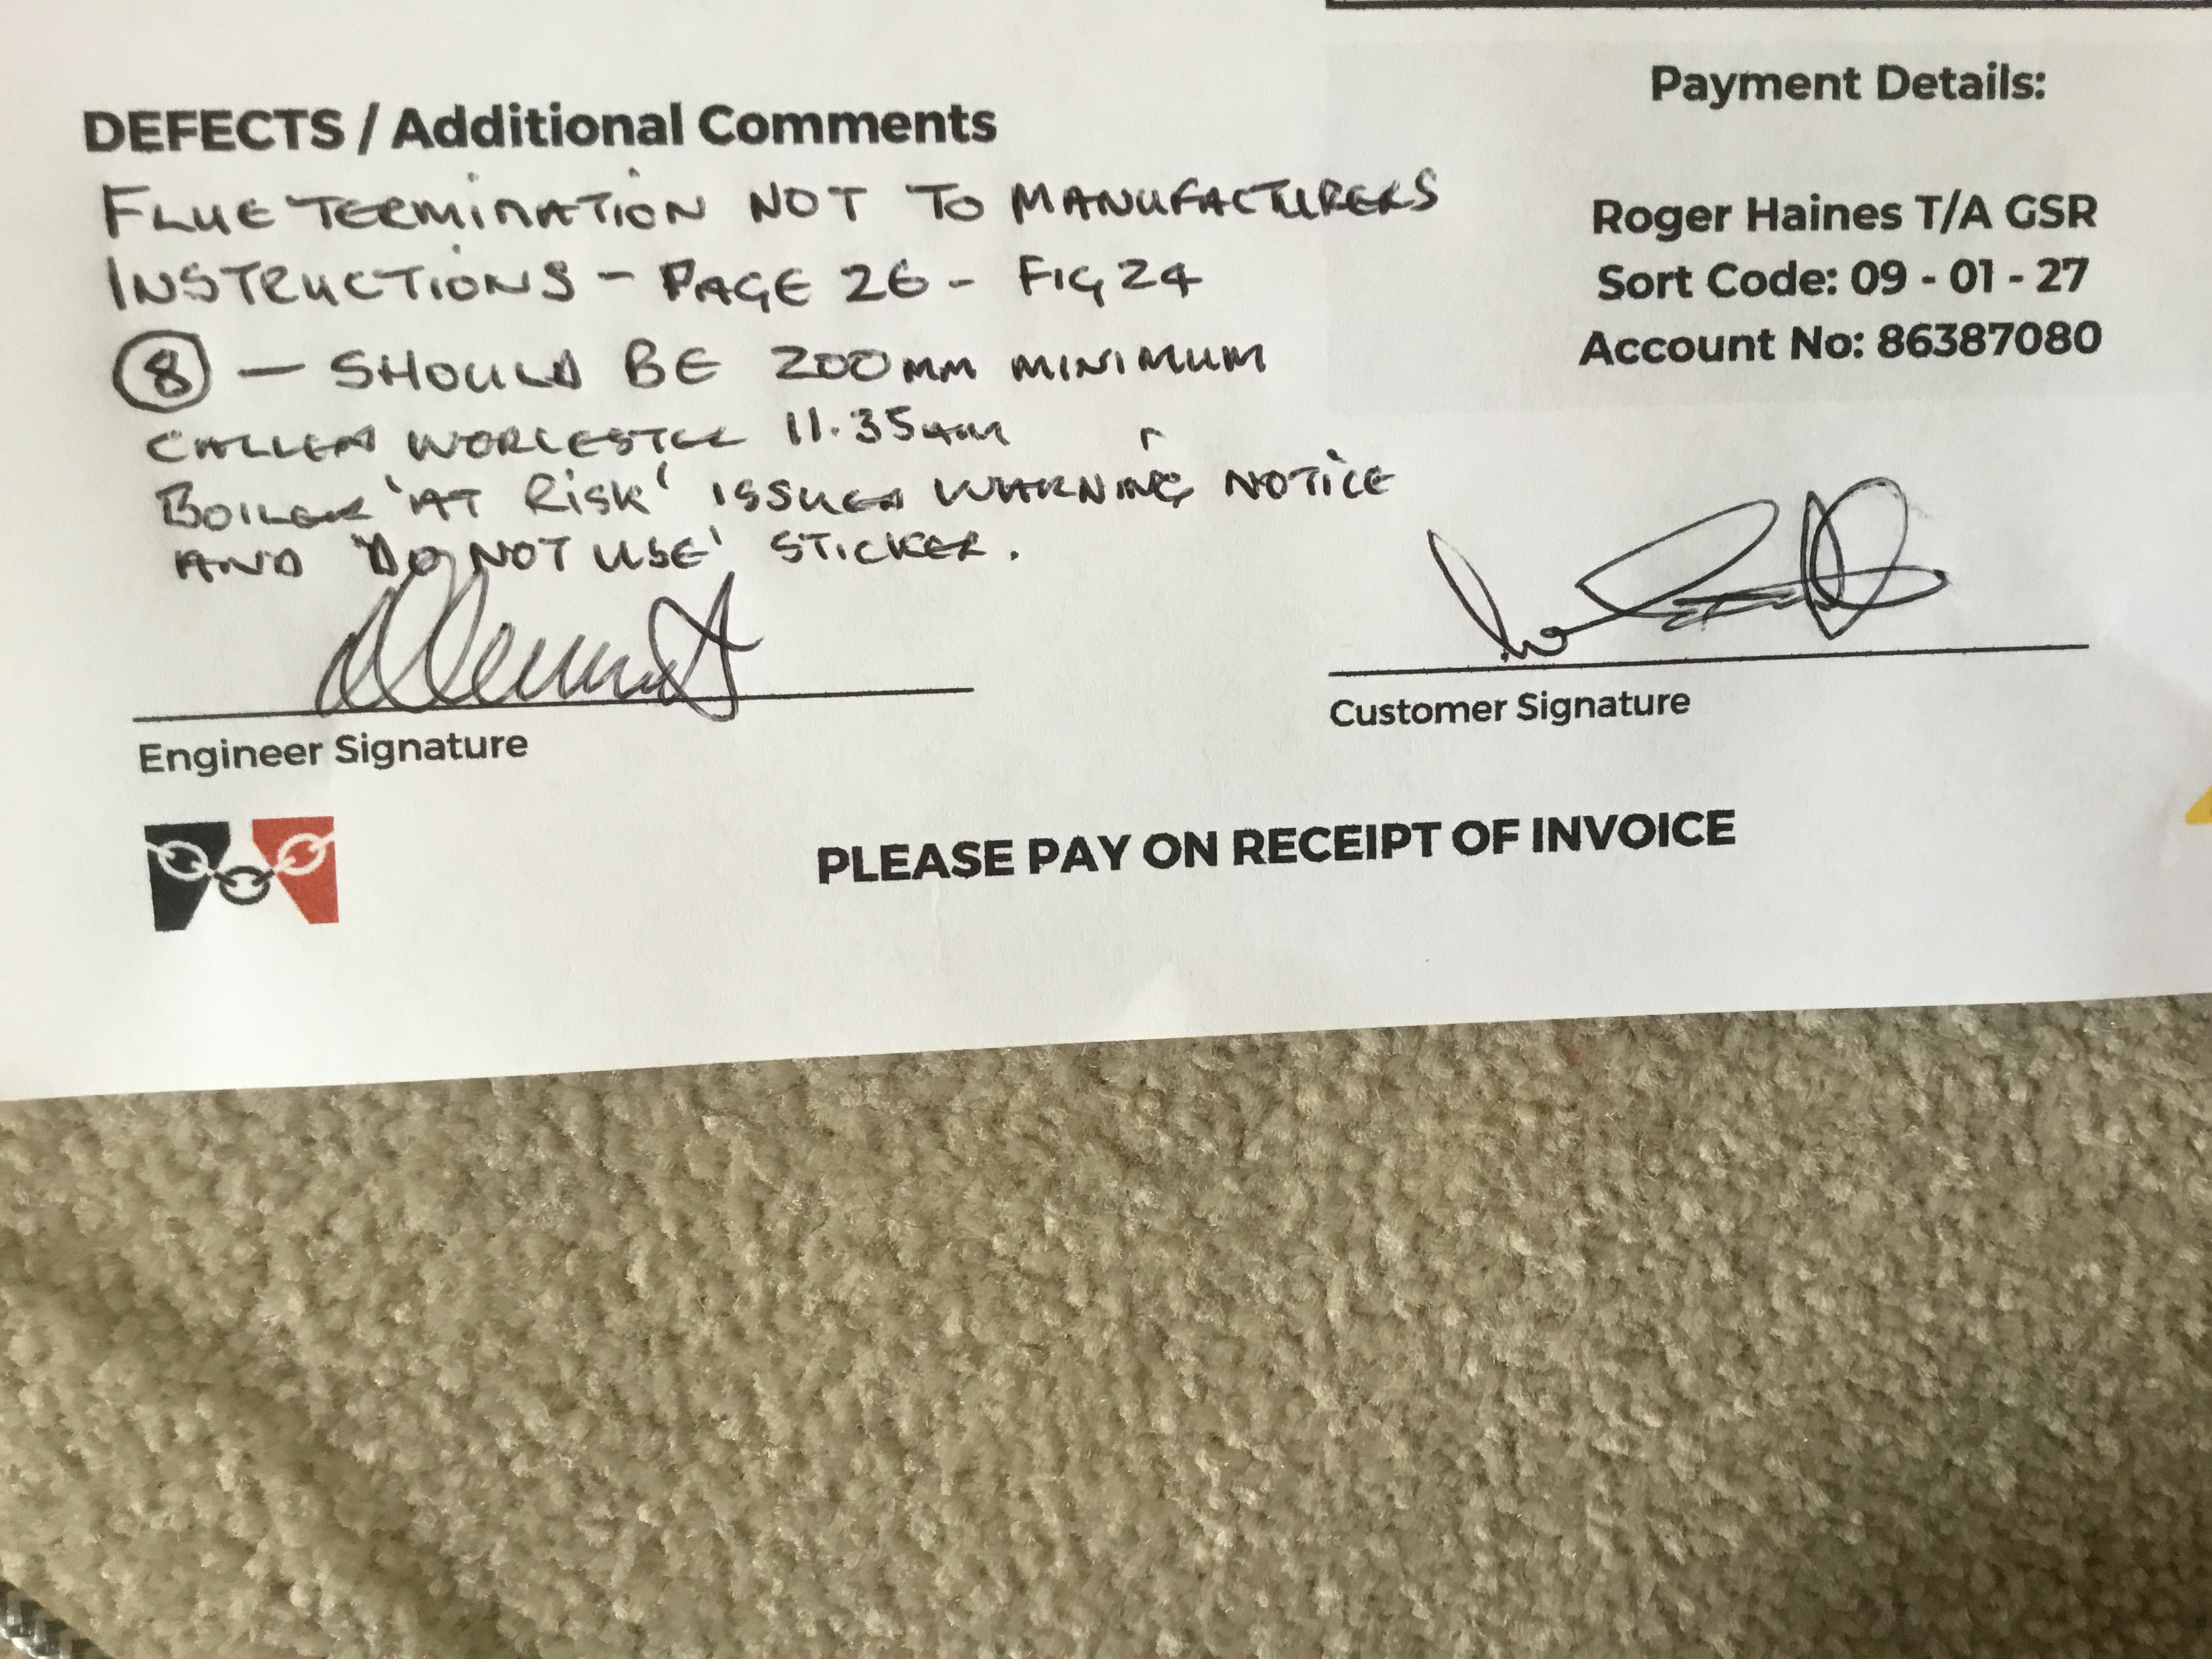 DEFECTS / Additional Comments
FLUE TERMINATION NOT TO MANUFACTURERS
INSTRUCTIONS - PAGE 26 - FIG 24
8 - SHOULD BE 200MM MINIMUM
CALLED WORCESTER 11.35am
BOILER 'AT RISK' ISSUED WARNING NOTICE
AND 'DO NOT USE' STICKER.
Engineer Signature
Payment Details:
Roger Haines T/A GSR
Sort Code: 09 - 01 - 27
Account No: 86387080
Customer Signature
PLEASE PAY ON RECEIPT OF INVOICE